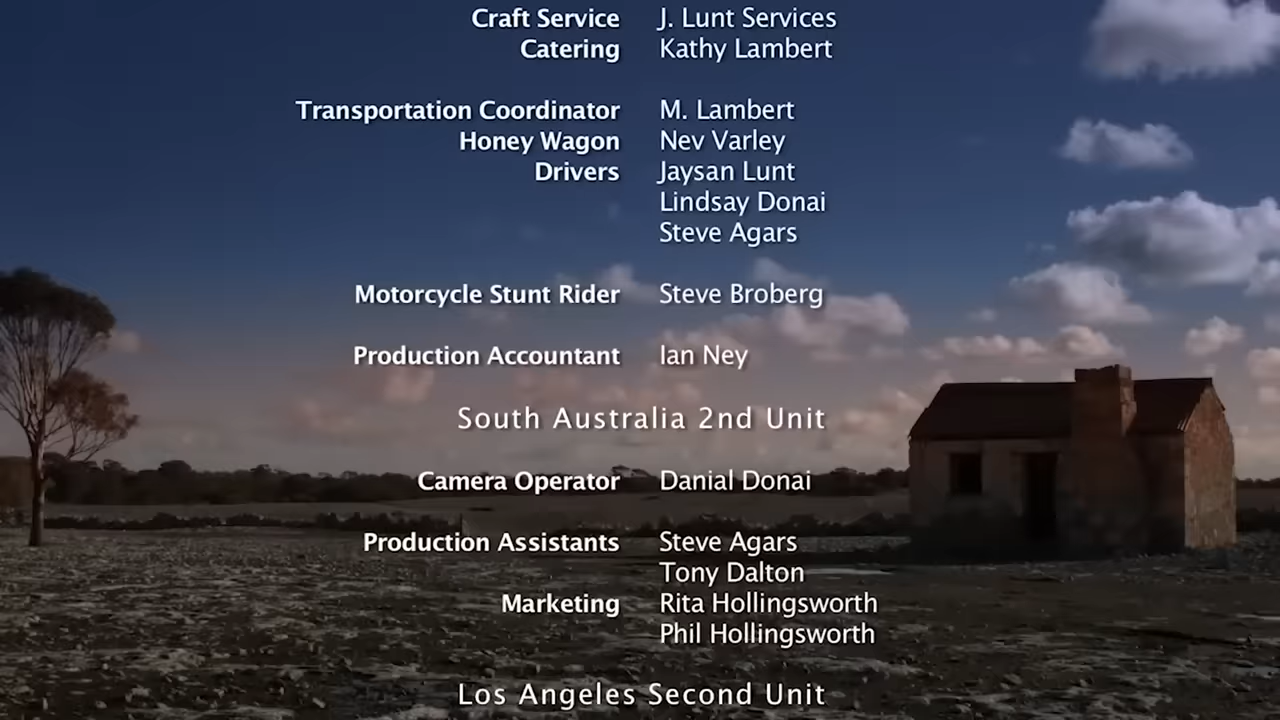 Craft Service J. Lunt Services
Catering Kathy Lambert
Transportation Coordinator M. Lambert
Honey Wagon Nev Varley
Drivers Jaysan Lunt
Lindsay Donai
Steve Agars
Motorcycle Stunt Rider Steve Broberg
Production Accountant Ian Ney
South Australia 2nd Unit
Camera Operator Danial Donai
Production Assistants Steve Agars
Tony Dalton
Marketing Rita Hollingsworth
Phil Hollingsworth
Los Angeles Second Unit